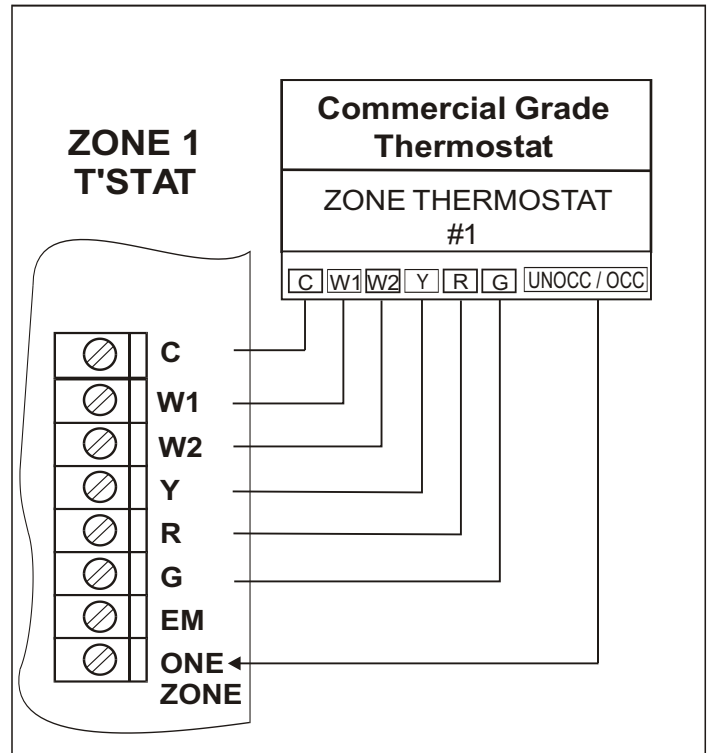 Commercial Grade
Thermostat
ZONE 1
T'STAT
ZONE THERMOSTAT
#1
C W1 W2 Y R G UNOCC / OCC
C
W1
W2
Y
R
G
EM
ONE
ZONE